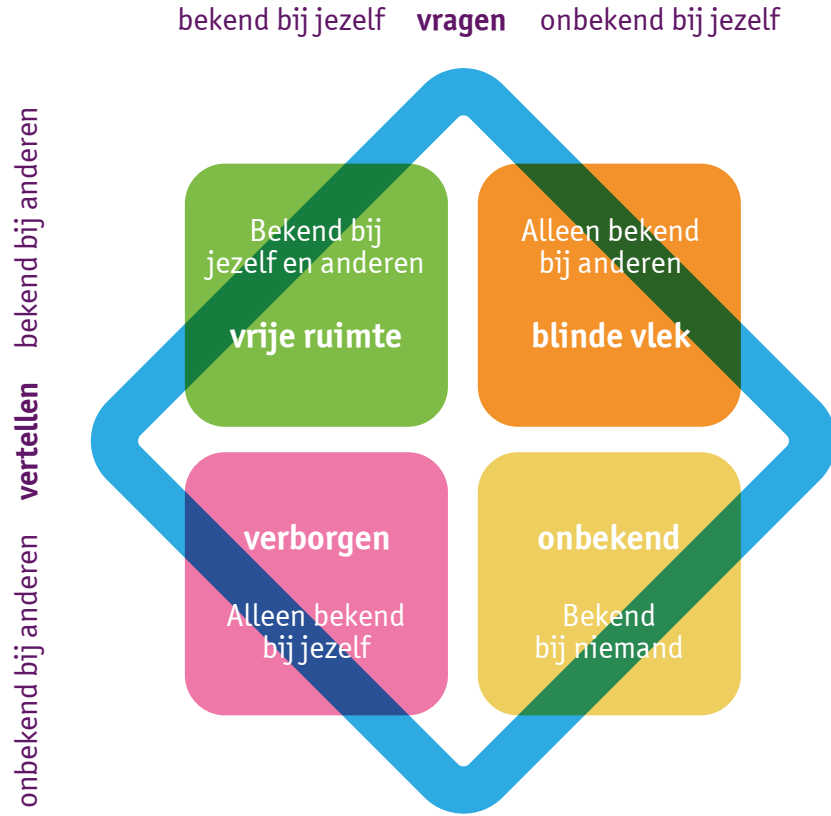 bekend bij jezelf vragen onbekend bij jezelf
onbekend bij anderen vertellen bekend bij anderen
Bekend bij
jezelf en anderen
vrije ruimte
Alleen bekend
bij anderen
blinde vlek
verborgen
Alleen bekend
bij jezelf
onbekend
Bekend
bij niemand